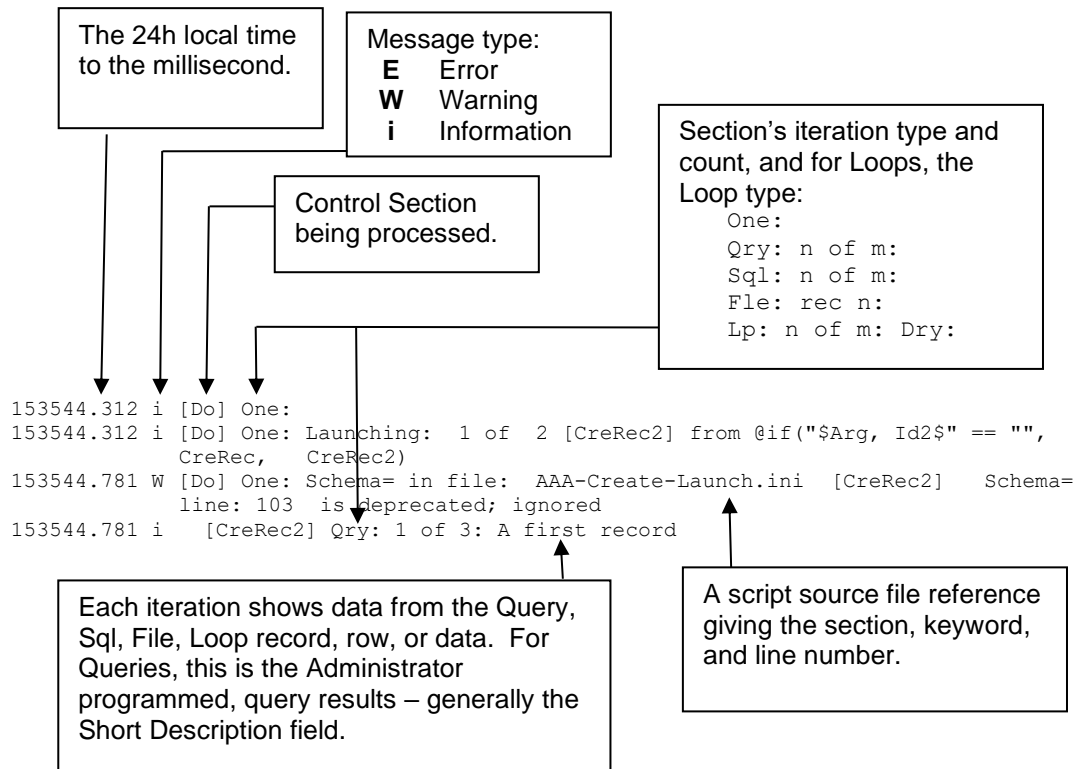 The 24h local time
to the millisecond.
Message type:
E Error
W Warning
i Information
Control Section
being processed.
Section's iteration type and
count, and for Loops, the
Loop type:
One:
Qry: n of m:
Sql: n of m:
Fle: rec n:
Lp: n of m: Dry:
153544.312 i [Do] One:
153544.312 i [Do] One: Launching: 1 of 2 [CreRec2] from @if("$Arg, Id2$" == "",
CreRec, CreRec2)
153544.781 W [Do] One: Schema= in file: AAA-Create-Launch.ini [CreRec2] Schema=
line: 103 is deprecated; ignored
153544.781 i [CreRec2] Qry: 1 of 3: A first record
Each iteration shows data from the Query,
Sql, File, Loop record, row, or data. For
Queries, this is the Administrator
programmed, query results – generally the
Short Description field.
A script source file reference
giving the section, keyword,
and line number.